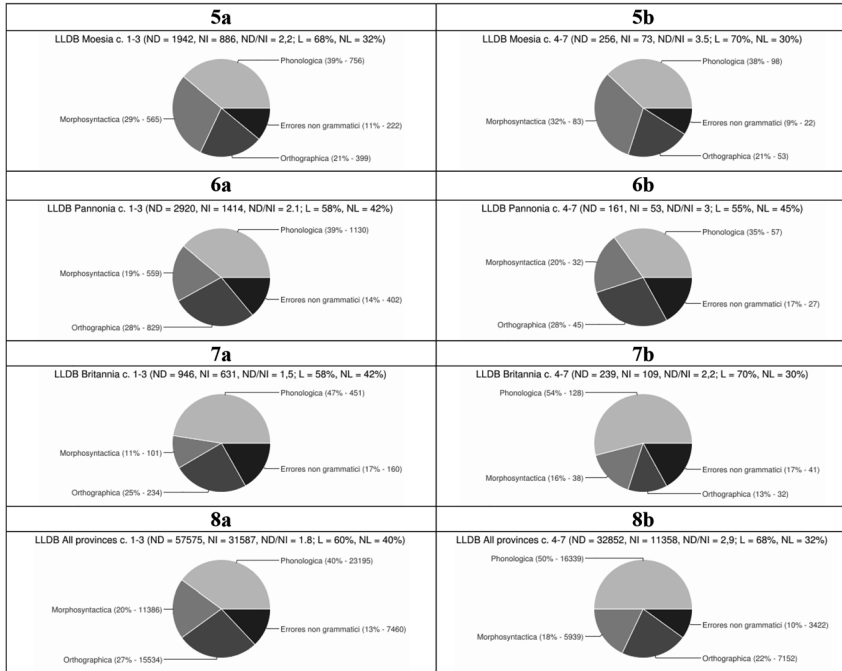 5a
LLDB Moesia c. 1-3 (ND = 1942, NI = 886, ND/NI = 2,2; L = 68%, NL = 32%)
Phonologica (39% - 756)
Morphosyntactica (29% - 565)
Errores non grammatici (11% - 222)
Orthographica (21% - 399)
5b
LLDB Moesia c. 4-7 (ND = 256, NI = 73, ND/NI = 3.5; L = 70%, NL = 30%)
Phonologica (38% - 98)
Morphosyntactica (32% - 83)
Errores non grammatici (9% - 22)
Orthographica (21% - 53)
6a
LLDB Pannonia c. 1-3 (ND = 2920, NI = 1414, ND/NI = 2.1; L = 58%, NL = 42%)
Phonologica (39% - 1130)
Morphosyntactica (19% - 559)
Errores non grammatici (14% - 402)
Orthographica (28% - 829)
6b
LLDB Pannonia c. 4-7 (ND = 161, NI = 53, ND/NI = 3; L = 55%, NL = 45%)
Phonologica (35% - 57)
Morphosyntactica (20% - 32)
Errores non grammatici (17% - 27)
Orthographica (28% - 45)
7a
LLDB Britannia c. 1-3 (ND = 946, NI = 631, ND/NI = 1,5; L = 58%, NL = 42%)
Phonologica (47% - 451)
Morphosyntactica (11% - 101)
Errores non grammatici (17% - 160)
Orthographica (25% - 234)
7b
LLDB Britannia c. 4-7 (ND = 239, NI = 109, ND/NI = 2,2; L = 70%, NL = 30%)
Phonologica (54% - 128)
Morphosyntactica (16% - 38)
Errores non grammatici (17% - 41)
Orthographica (13% - 32)
8a
LLDB All provinces c. 1-3 (ND = 57575, NI = 31587, ND/NI = 1.8; L = 60%, NL = 40%)
Phonologica (40% - 23195)
Morphosyntactica (20% - 11386)
Errores non grammatici (13% - 7460)
Orthographica (27% - 15534)
8b
LLDB All provinces c. 4-7 (ND = 32852, NI = 11358, ND/NI = 2,9; L = 68%, NL = 32%)
Phonologica (50% - 16339)
Morphosyntactica (18% - 5939)
Errores non grammatici (10% - 3422)
Orthographica (22% - 7152)